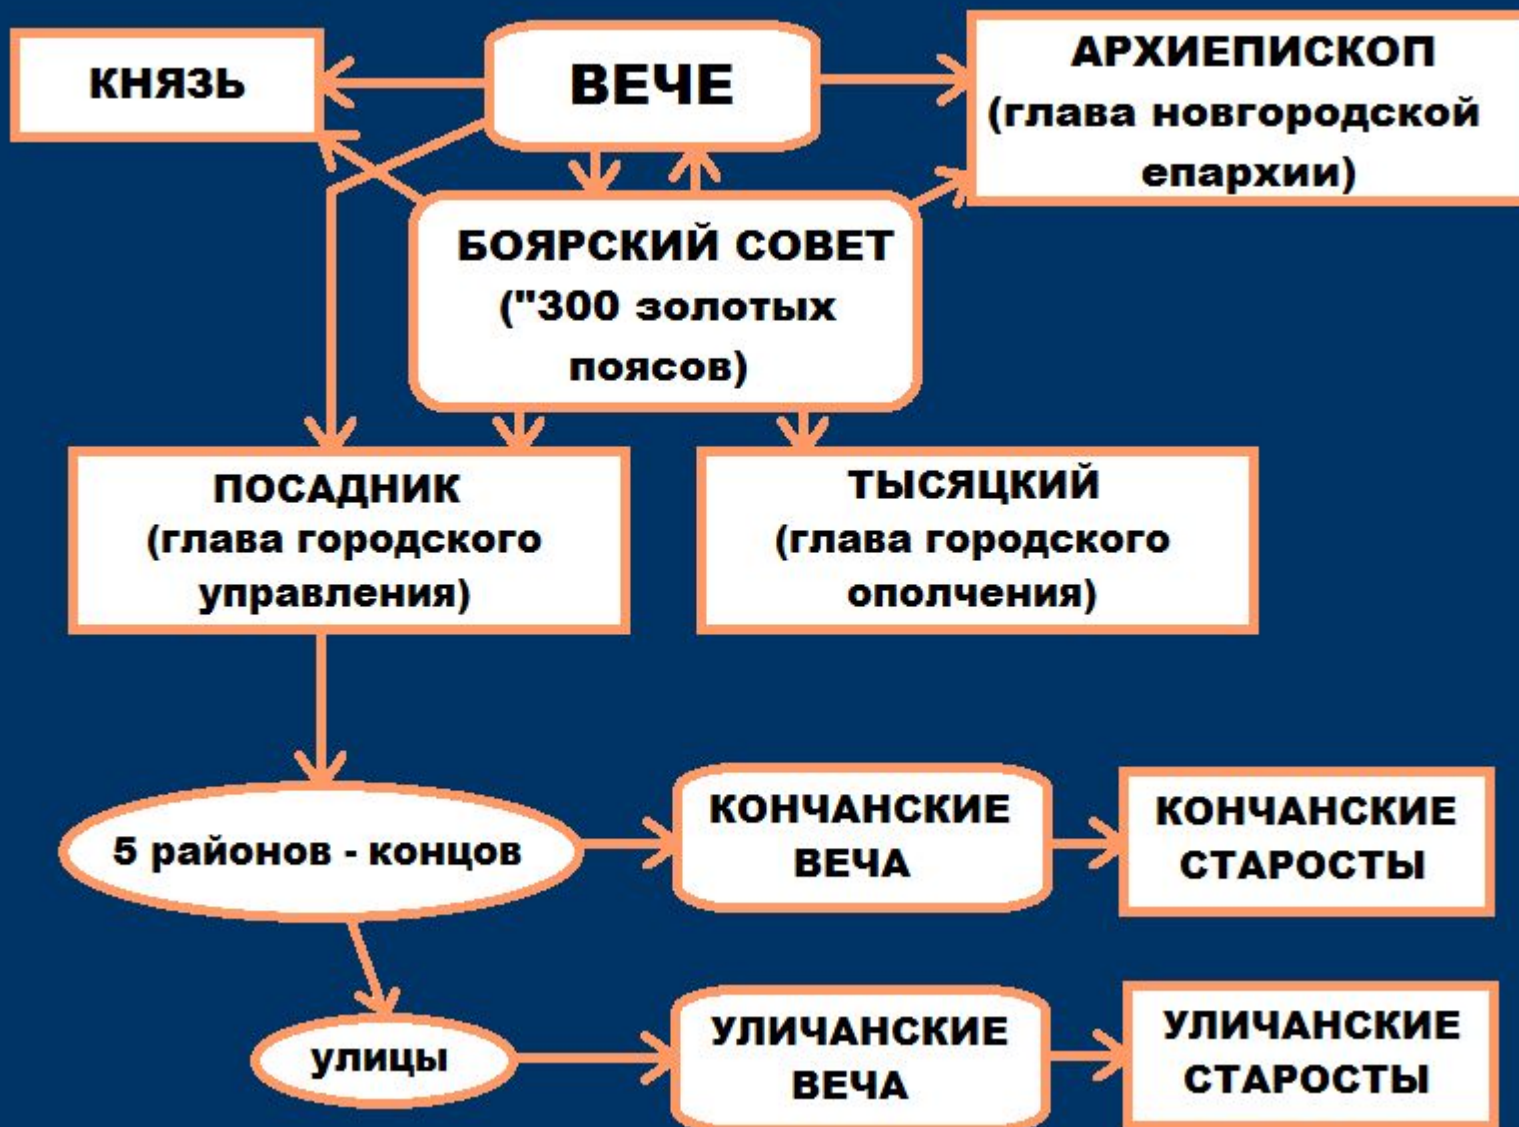 КНЯЗЬ
ВЕЧЕ
АРХИЕПИСКОП
(глава новгородской
епархии)
БОЯРСКИЙ СОВЕТ
("300 золотых
поясов)
ПОСАДНИК
(глава городского
управления)
ТЫСЯЦКИЙ
(глава городского
ополчения)
5 районов - концов
КОНЧАНСКИЕ
ВЕЧА
КОНЧАНСКИЕ
СТАРОСТЫ
улицы
УЛИЧАНСКИЕ
ВЕЧА
УЛИЧАНСКИЕ
СТАРОСТЫ